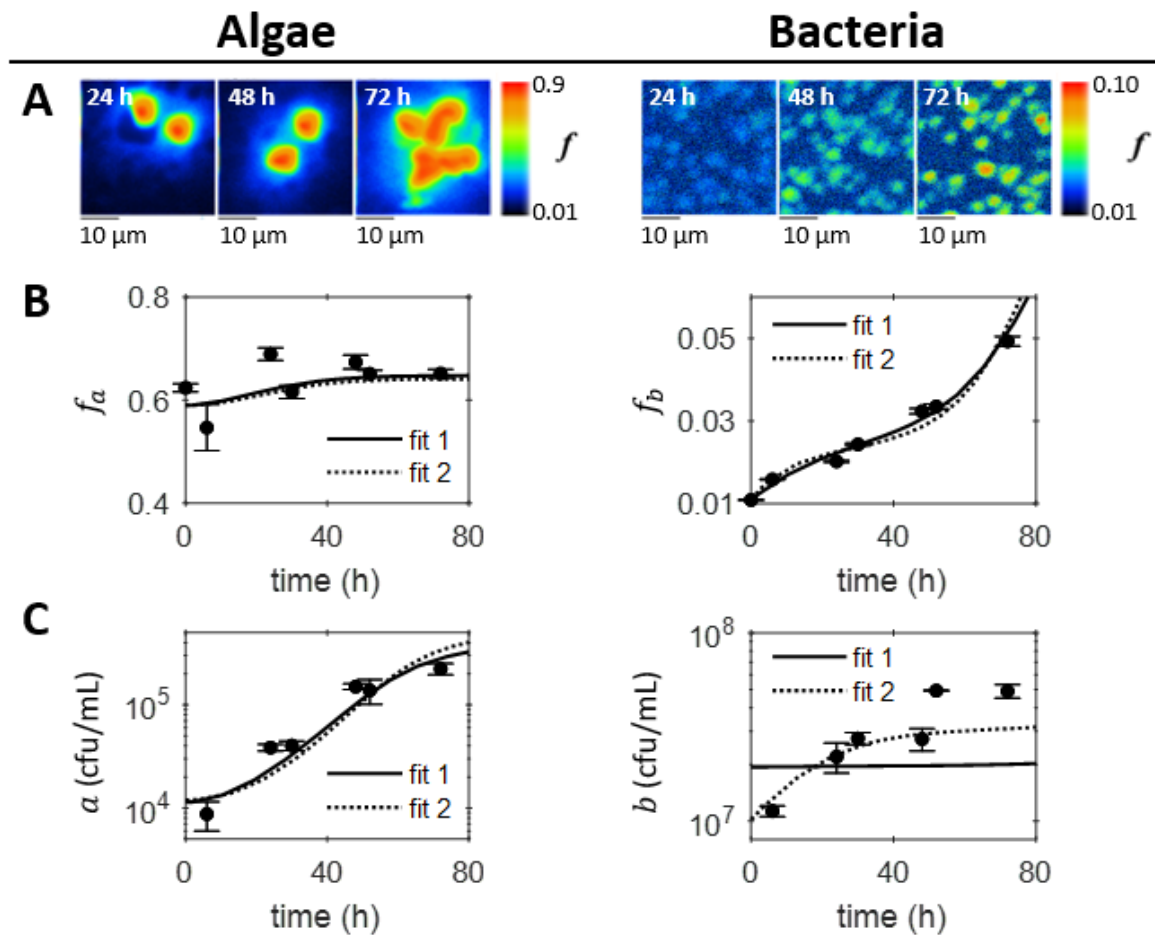 Algae
Bacteria
A
24 h
48 h
72 h
0.9
f
0.01
10 μm
10 μm
10 μm
24 h
48 h
72 h
0.10
f
0.01
10 μm
10 μm
10 μm
B
0.8
0.6
0.4
fa
fit 1
fit 2
0 40 80
time (h)
0.05
0.03
0.01
fb
fit 1
fit 2
0 40 80
time (h)
C
10^5
10^4
a (cfu/mL)
fit 1
fit 2
0 40 80
time (h)
10^8
10^7
b (cfu/mL)
fit 1
fit 2
0 40 80
time (h)